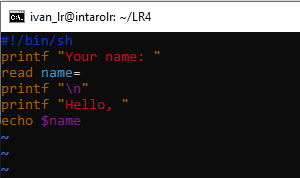 ivan_lr@intarolr: ~/LR4
#!/bin/sh
printf "Your name: "
read name=
printf "\n"
printf "Hello, "
echo $name
~
~
~